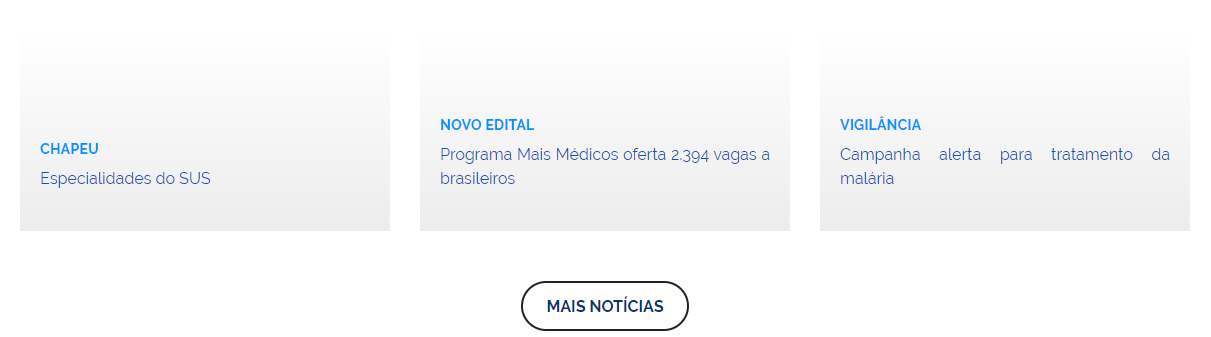 CHAPEU
Especialidades do SUS
NOVO EDITAL
Programa Mais Médicos oferta 2.394 vagas a
brasileiros
VIGILÂNCIA
Campanha alerta para tratamento da
malária
MAIS NOTÍCIAS